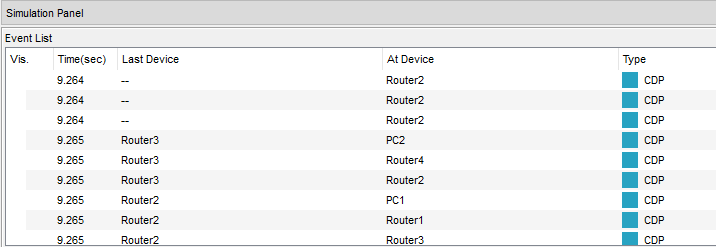 Simulation Panel
Event List
Vis. Time(sec) Last Device At Device Type
9.264 -- Router2 CDP
9.264 -- Router2 CDP
9.264 -- Router2 CDP
9.265 Router3 PC2 CDP
9.265 Router3 Router4 CDP
9.265 Router3 Router2 CDP
9.265 Router2 PC1 CDP
9.265 Router2 Router1 CDP
9.265 Router2 Router3 CDP